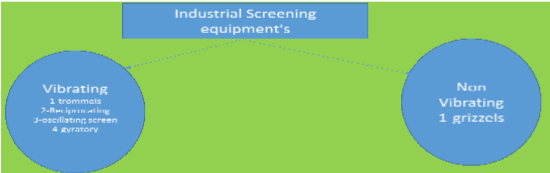 Industrial Screening
equipment's
Vibrating
1 trommels
2-Reciprocating
3-oscillating screen
4 gyratory
Non
Vibrating
1 grizzels